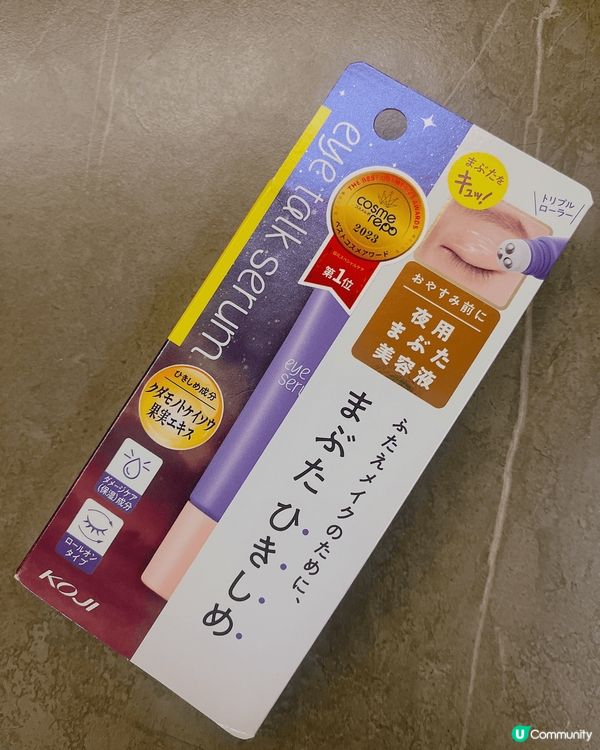 eye talk serum
THE BEST COSMETICS AWARDS
cosme
repo
2023
ベストコスメアワード
第1位
まぶたを
キュッ!
トリプル
ローラー
おやすみ前に
夜用
まぶた
美容液
ふたえメイクのために、
まぶたひきしめ
eye
ひきしめ成分
クダモノトケイソウ
果実エキス
ダメージケア
(保湿)成分
ロールオン
タイプ
KOJI
U Community